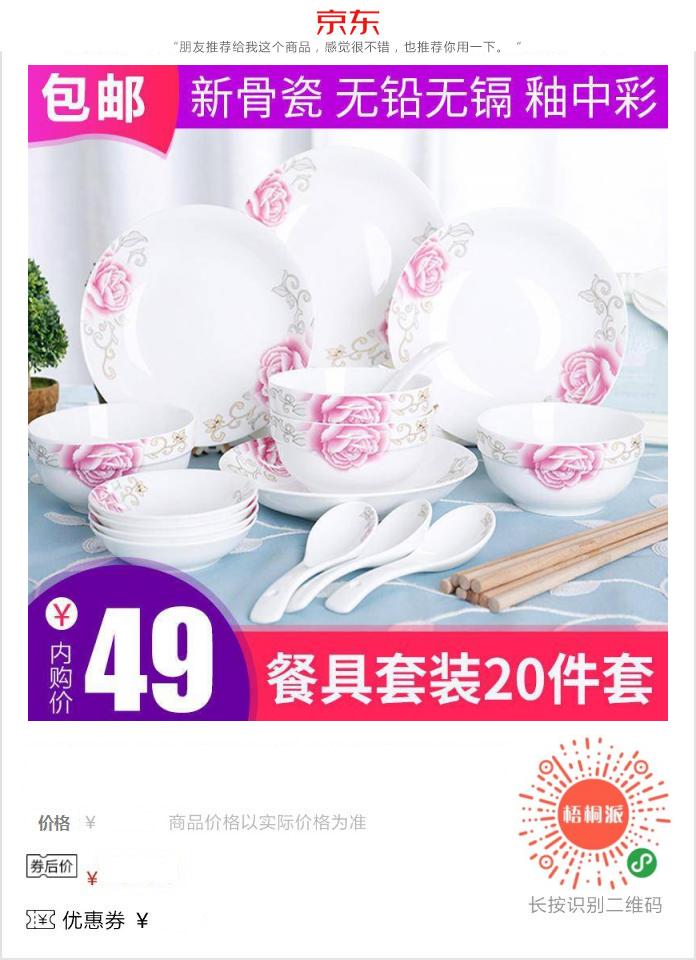 京东
“朋友推荐给我这个商品，感觉很不错，也推荐你用一下。 “
包邮
新骨瓷 无铅无镉 釉中彩
¥
内购价
49
餐具套装20件套
梧桐派
价格 ¥ 商品价格以实际价格为准
券后价 ¥
长按识别二维码
¥ 优惠券 ¥